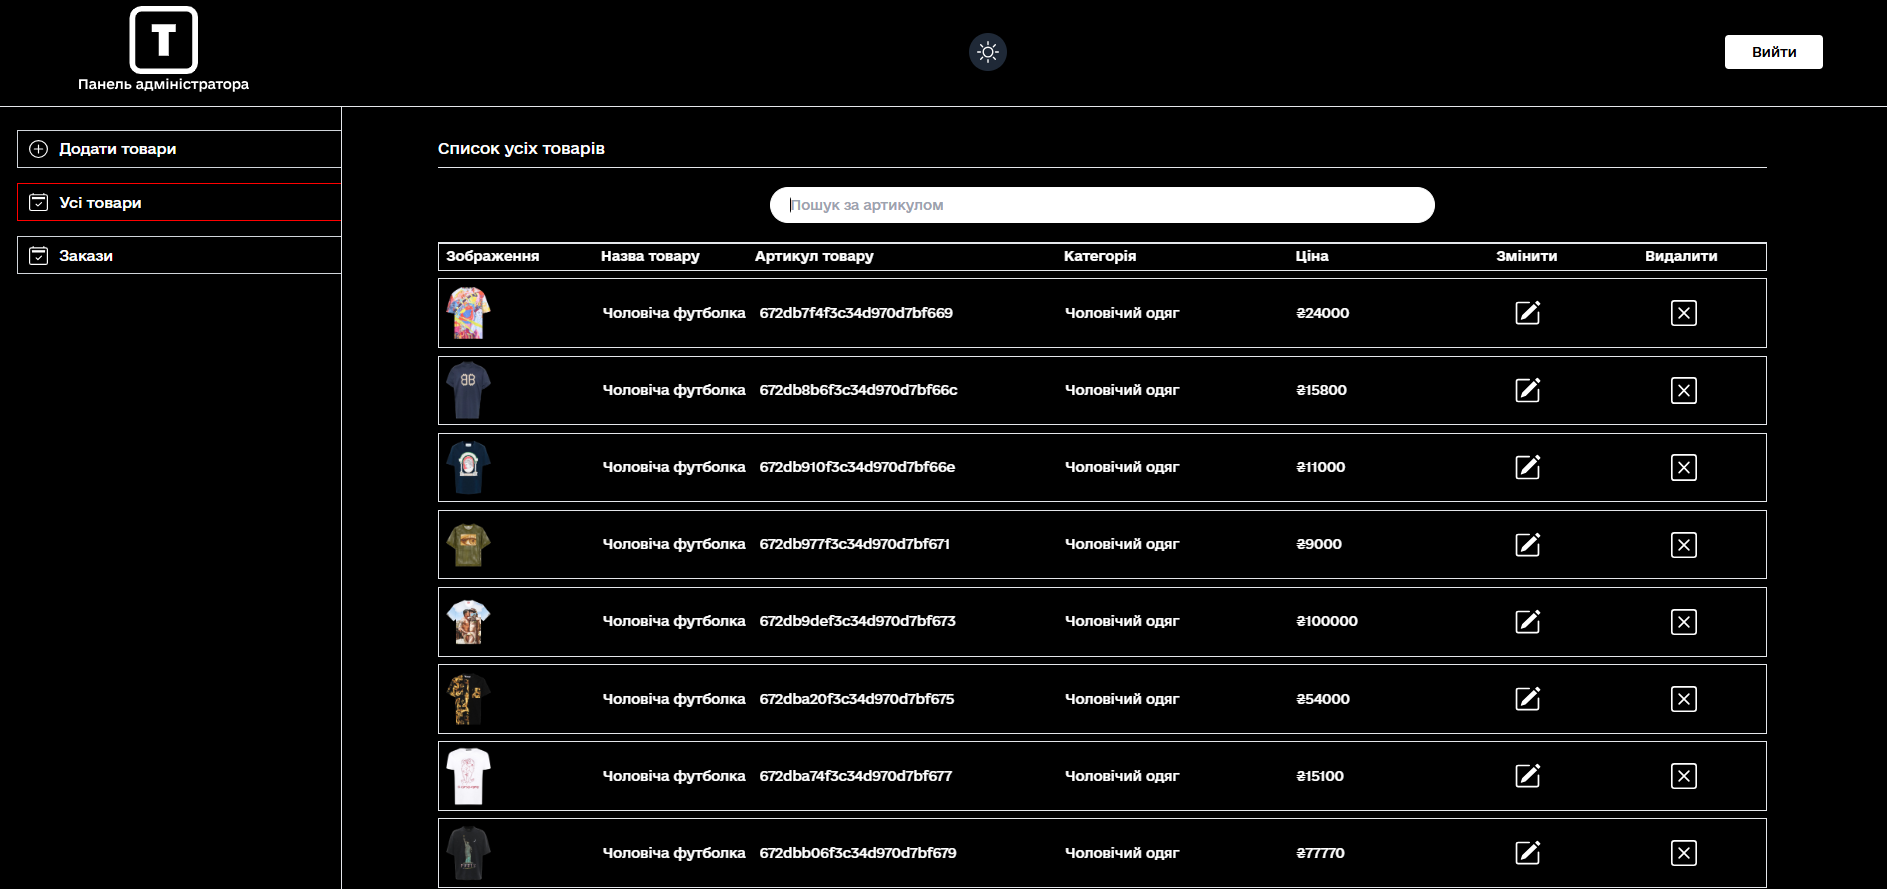 T
Панель адміністратора
Вийти
Додати товари
Усі товари
Закази
Список усіх товарів
Пошук за артикулом
Зображення Назва товару Артикул товару Категорія Ціна Змінити Видалити
Чоловіча футболка 672db7f4f3c34d970d7bf669 Чоловічий одяг ₴24000
Чоловіча футболка 672db8b6f3c34d970d7bf66c Чоловічий одяг ₴15800
Чоловіча футболка 672db910f3c34d970d7bf66e Чоловічий одяг ₴11000
Чоловіча футболка 672db977f3c34d970d7bf671 Чоловічий одяг ₴9000
Чоловіча футболка 672db9def3c34d970d7bf673 Чоловічий одяг ₴100000
Чоловіча футболка 672dba20f3c34d970d7bf675 Чоловічий одяг ₴54000
Чоловіча футболка 672dba74f3c34d970d7bf677 Чоловічий одяг ₴15100
Чоловіча футболка 672dbb06f3c34d970d7bf679 Чоловічий одяг ₴77770